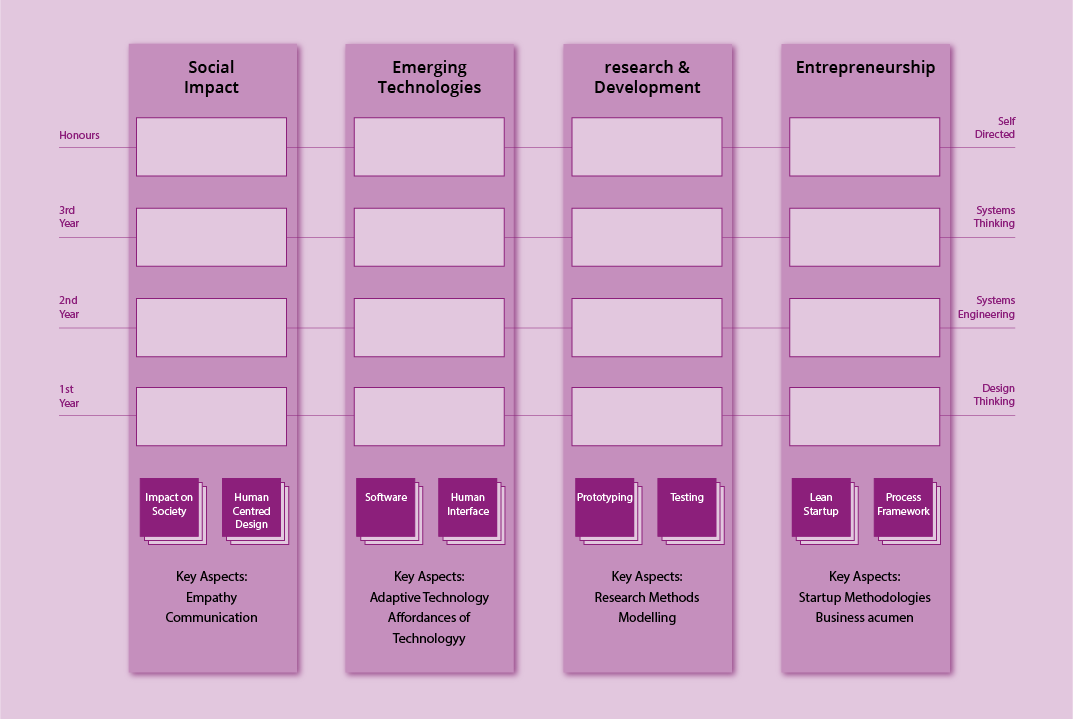 Social
Impact
Emerging
Technologies
research &
Development
Entrepreneurship
Honours
Self
Directed
3rd
Year
Systems
Thinking
2nd
Year
Systems
Engineering
1st
Year
Design
Thinking
Impact on
Society
Human
Centred
Design
Software
Human
Interface
Prototyping
Testing
Lean
Startup
Process
Framework
Key Aspects:
Empathy
Communication
Key Aspects:
Adaptive Technology
Affordances of
Technologyy
Key Aspects:
Research Methods
Modelling
Key Aspects:
Startup Methodologies
Business acumen